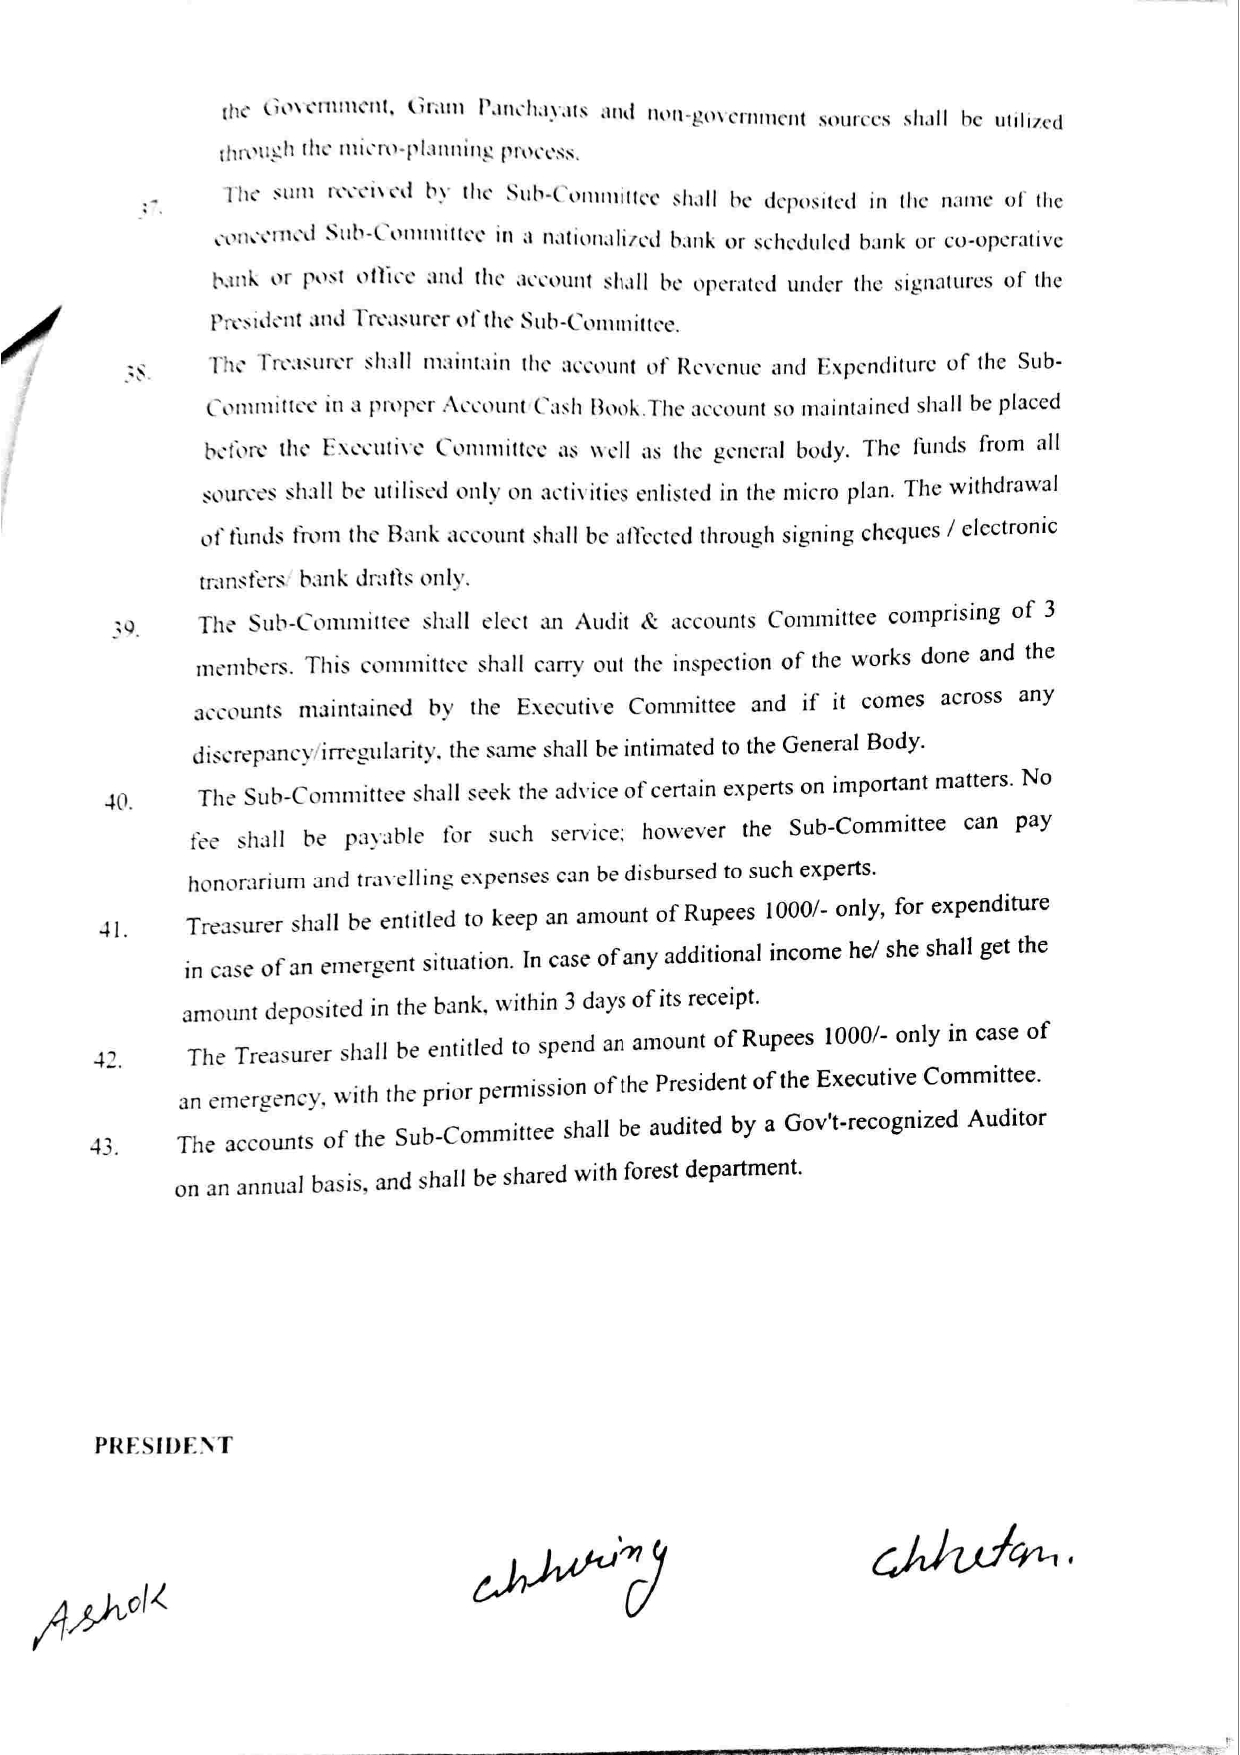 the Government, Gram Panchayats and non-government sources shall be utilized
through the micro-planning process.
37. The sum received by the Sub-Committee shall be deposited in the name of the
concerned Sub-Committee in a nationalized bank or scheduled bank or co-operative
bank or post office and the account shall be operated under the signatures of the
President and Treasurer of the Sub-Committee.
38. The Treasurer shall maintain the account of Revenue and Expenditure of the Sub-
Committee in a proper Account Cash Book.The account so maintained shall be placed
before the Executive Committee as well as the general body. The funds from all
sources shall be utilised only on activities enlisted in the micro plan. The withdrawal
of funds from the Bank account shall be affected through signing cheques / electronic
transfers/ bank drafts only.
39. The Sub-Committee shall elect an Audit & accounts Committee comprising of 3
members. This committee shall carry out the inspection of the works done and the
accounts maintained by the Executive Committee and if it comes across any
discrepancy/irregularity, the same shall be intimated to the General Body.
40. The Sub-Committee shall seek the advice of certain experts on important matters. No
fee shall be payable for such service; however the Sub-Committee can pay
honorarium and travelling expenses can be disbursed to such experts.
41. Treasurer shall be entitled to keep an amount of Rupees 1000/- only, for expenditure
in case of an emergent situation. In case of any additional income he/ she shall get the
amount deposited in the bank, within 3 days of its receipt.
42. The Treasurer shall be entitled to spend an amount of Rupees 1000/- only in case of
an emergency, with the prior permission of the President of the Executive Committee.
43. The accounts of the Sub-Committee shall be audited by a Gov't-recognized Auditor
on an annual basis, and shall be shared with forest department.
PRESIDENT
Ashok